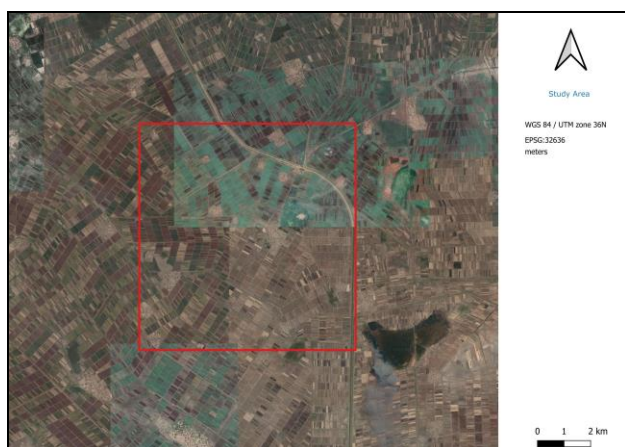 Study Area
WGS 84 / UTM zone 36N
EPSG:32636
meters
0 1 2 km